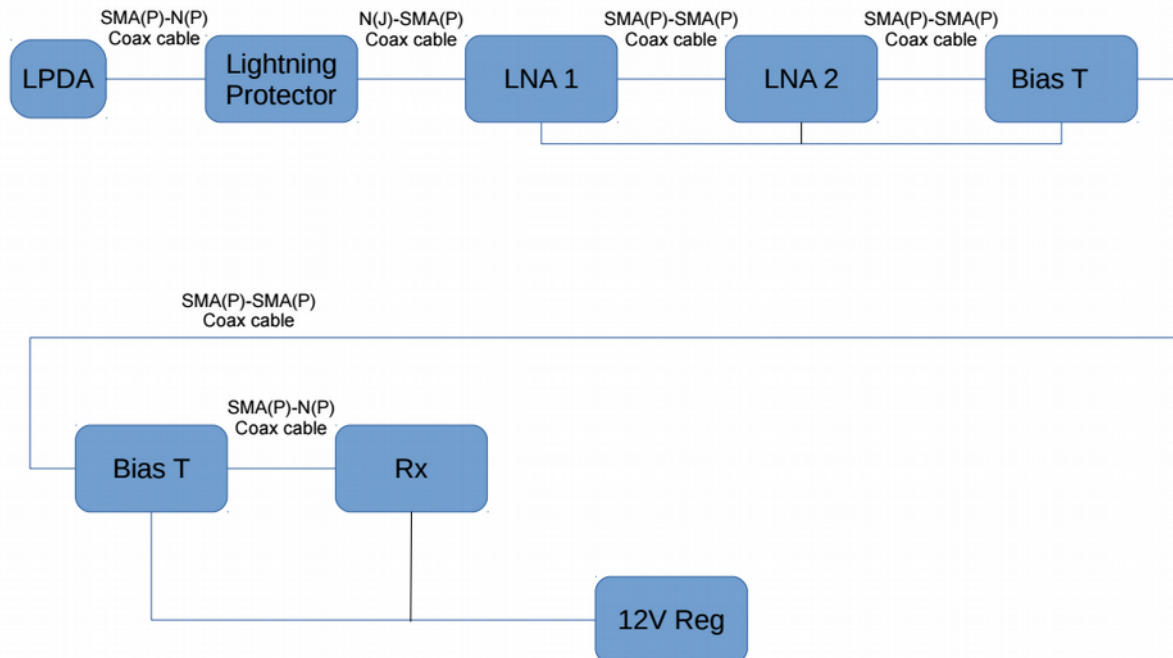 SMA(P)-N(P)
Coax cable
N(J)-SMA(P)
Coax cable
SMA(P)-SMA(P)
Coax cable
SMA(P)-SMA(P)
Coax cable
LPDA
Lightning
Protector
LNA 1
LNA 2
Bias T
SMA(P)-SMA(P)
Coax cable
SMA(P)-N(P)
Coax cable
Bias T
Rx
12V Reg